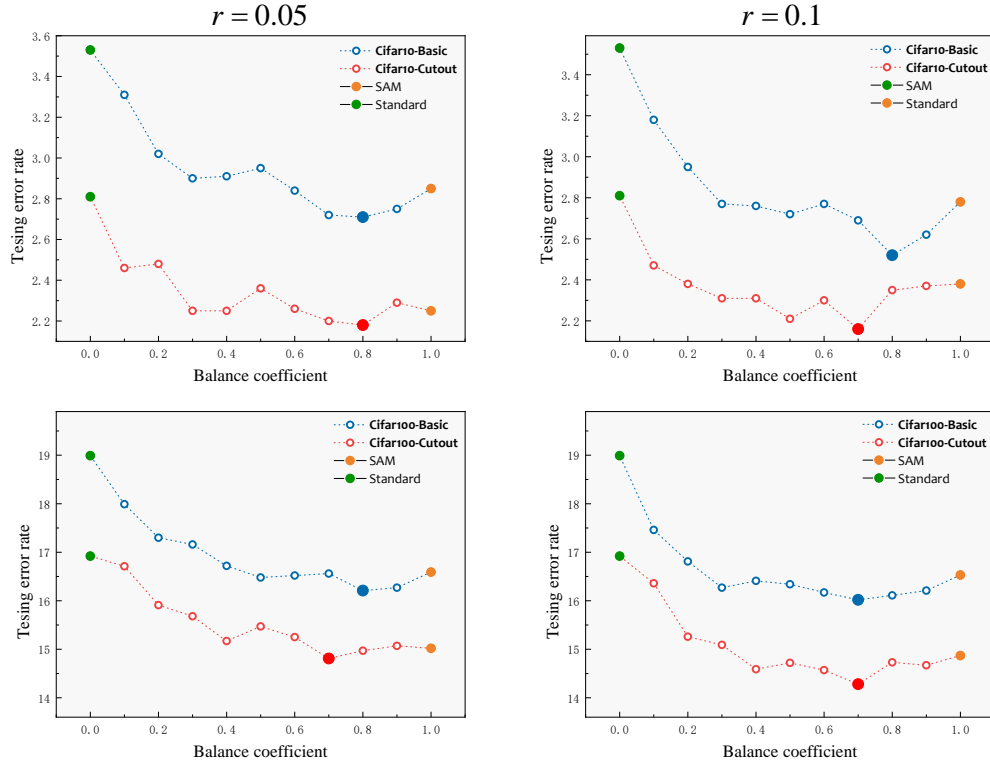 r = 0.05
r = 0.1
3.6
3.4
3.2
3.0
2.8
2.6
2.4
2.2
Tesing error rate
Cifar10-Basic
Cifar10-Cutout
SAM
Standard
0.0 0.2 0.4 0.6 0.8 1.0
Balance coefficient
3.4
3.2
3.0
2.8
2.6
2.4
2.2
Tesing error rate
Cifar10-Basic
Cifar10-Cutout
SAM
Standard
0.0 0.2 0.4 0.6 0.8 1.0
Balance coefficient
19
18
17
16
15
14
Tesing error rate
Cifar100-Basic
Cifar100-Cutout
SAM
Standard
0.0 0.2 0.4 0.6 0.8 1.0
Balance coefficient
19
18
17
16
15
14
Tesing error rate
Cifar100-Basic
Cifar100-Cutout
SAM
Standard
0.0 0.2 0.4 0.6 0.8 1.0
Balance coefficient